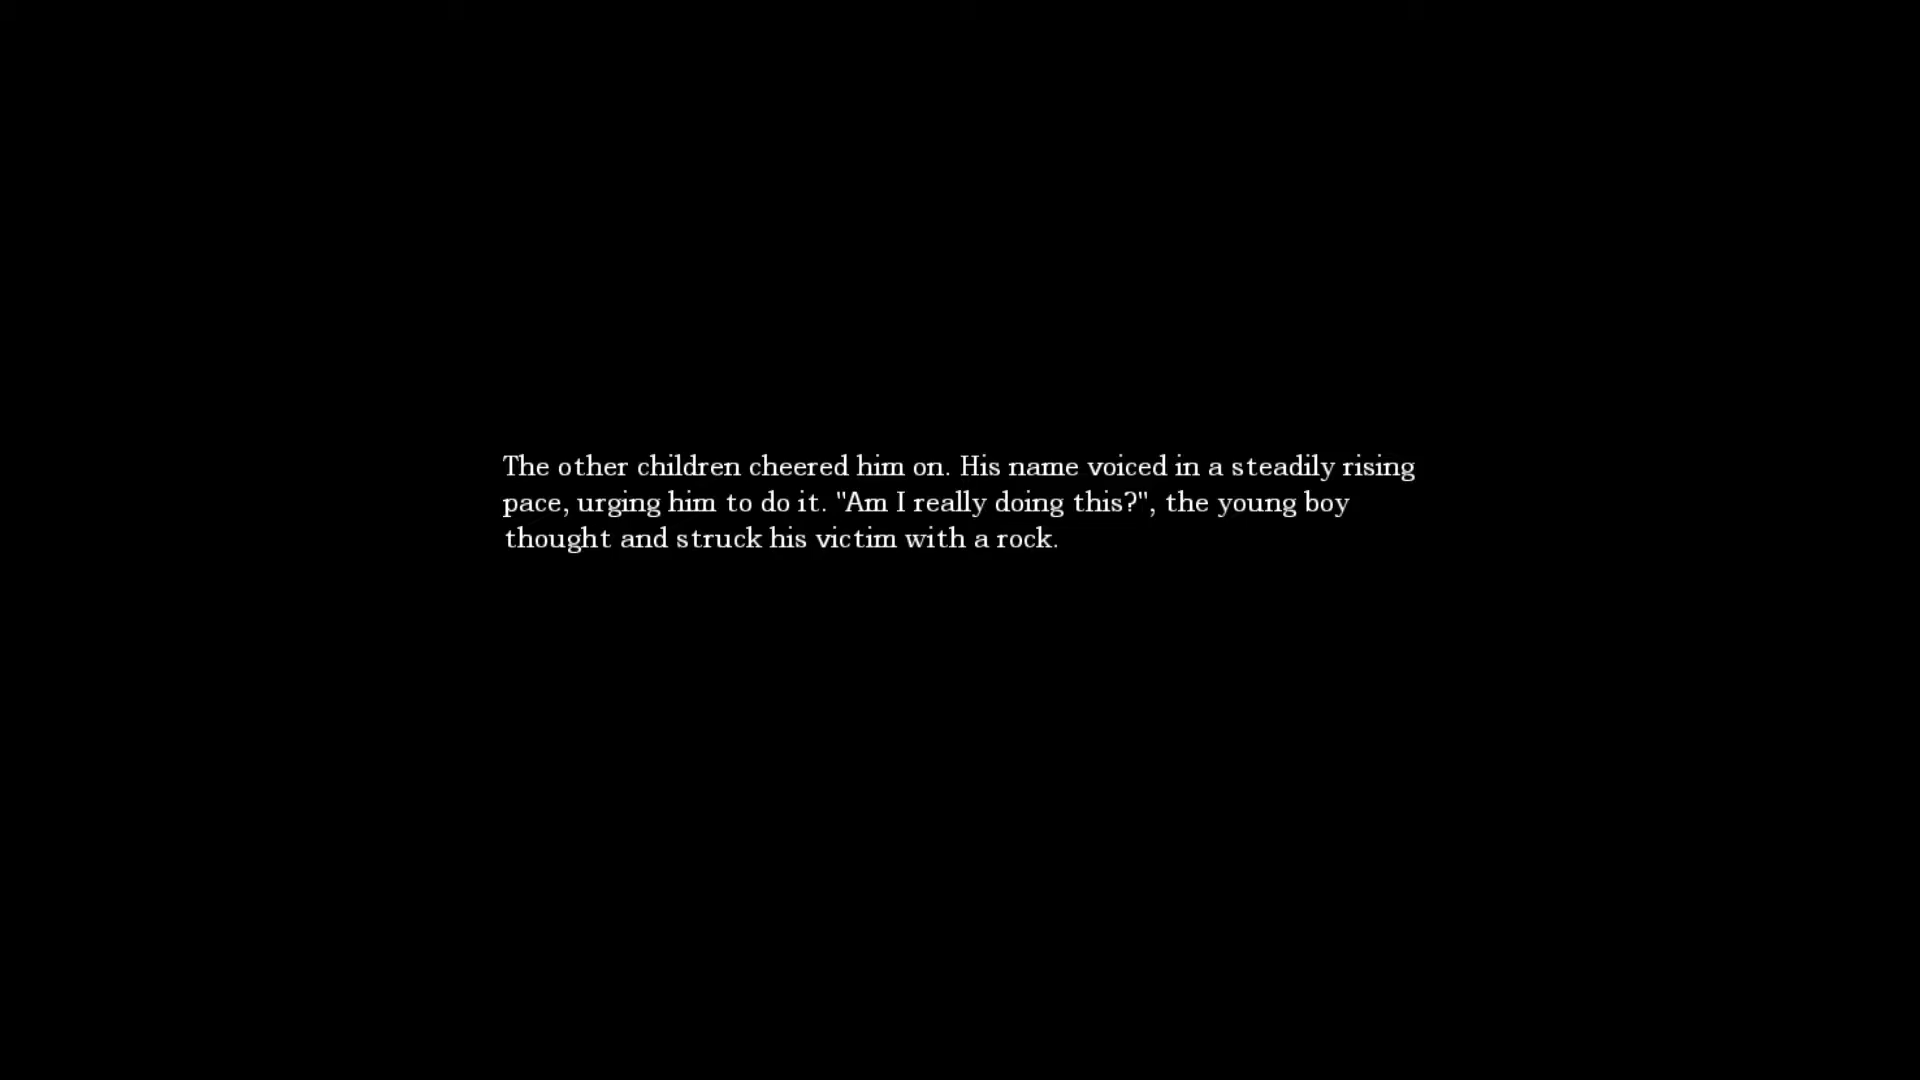 The other children cheered him on. His name voiced in a steadily rising
pace, urging him to do it. "Am I really doing this?", the young boy
thought and struck his victim with a rock.